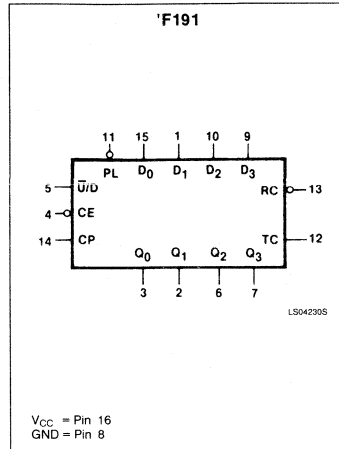 'F191
11 15 1 10 9
PL D0 D1 D2 D3
5 U̅/D
RC 13
4 CE
14 CP
TC 12
Q0 Q1 Q2 Q3
3 2 6 7
LS04230S
VCC = Pin 16
GND = Pin 8